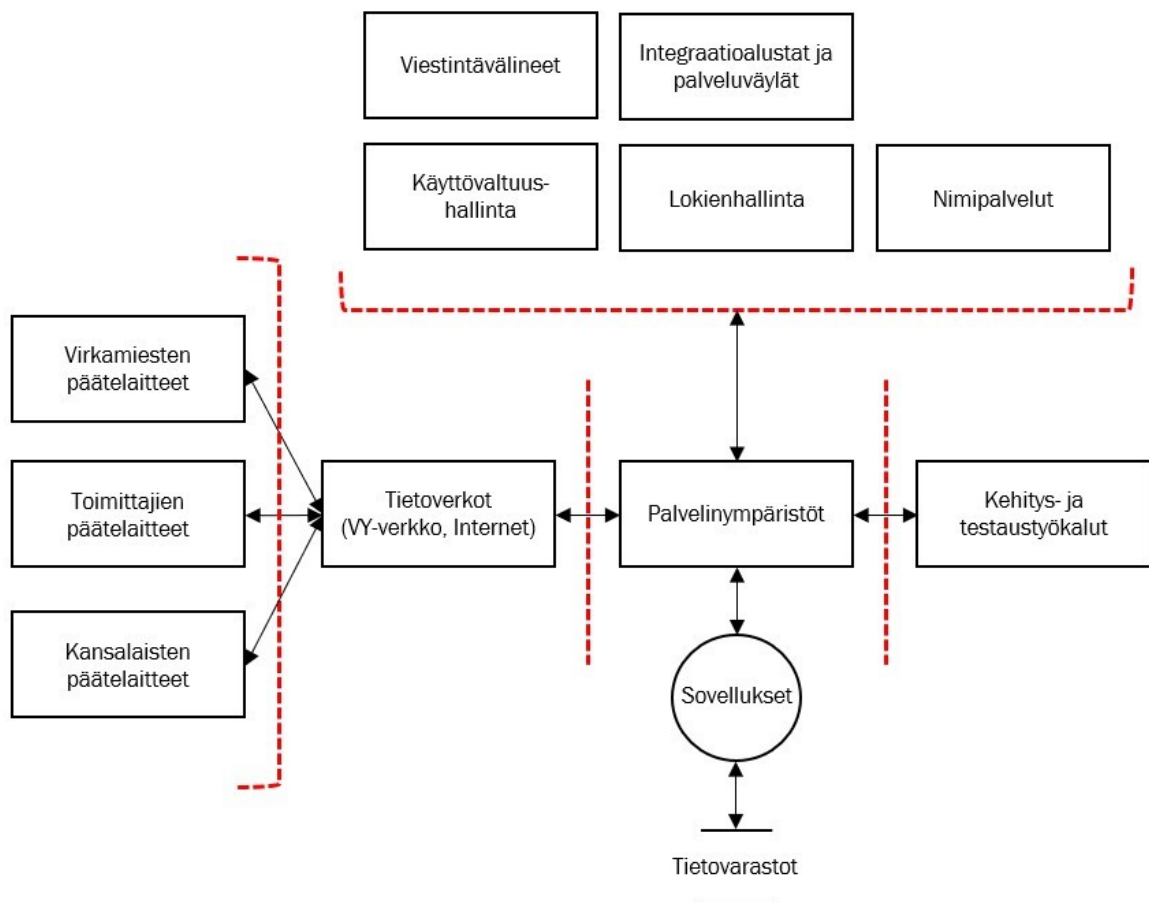 Viestintävälineet
Integraatioalustat ja
palveluväylät
Käyttövaltuus-
hallinta
Lokienhallinta
Nimipalvelut
Virkamiesten
päätelaitteet
Toimittajien
päätelaitteet
Kansalaisten
päätelaitteet
Tietoverkot
(VY-verkko, Internet)
Palvelinympäristöt
Kehitys- ja
testaustyökalut
Sovellukset
Tietovarastot